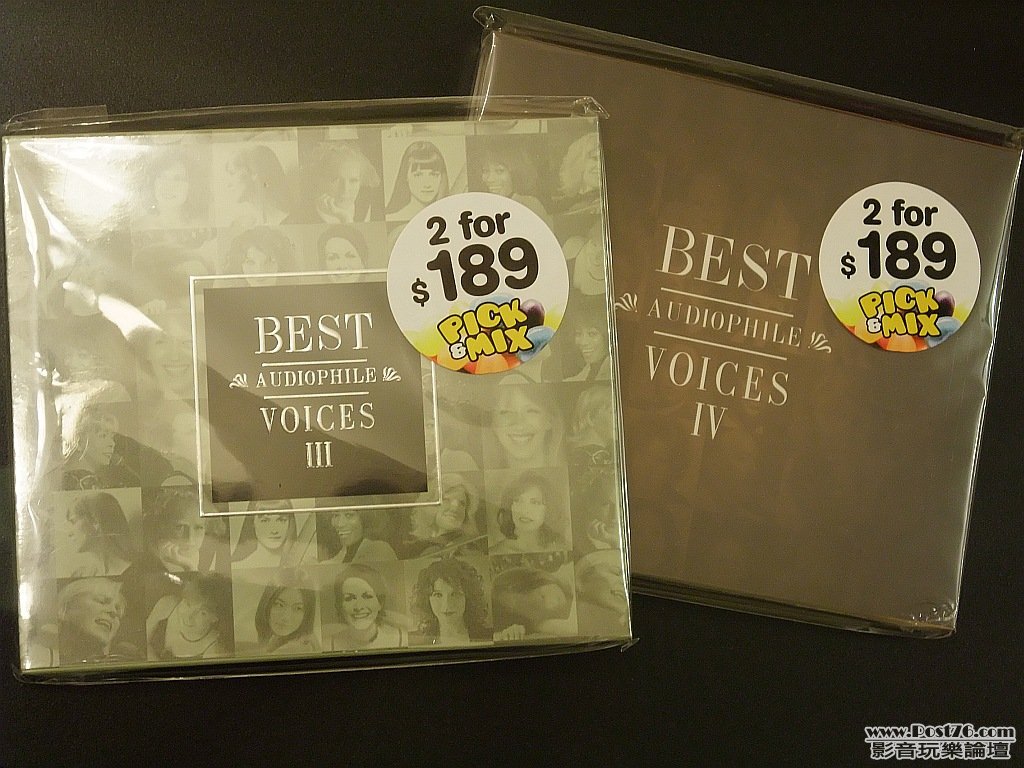 BEST
AUDIOPHILE
VOICES
III
2 for
$189
PICK
&MIX
BEST
AUDIOPHILE
VOICES
IV
2 for
$189
PICK
&MIX
www.Post76.com
影音玩樂論壇